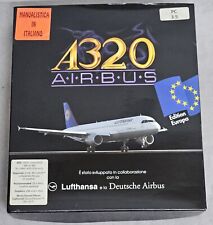 MANUALISTICA
IN
ITALIANO
PC
3.5
A320
A·I·R·B·U·S
Edition
Europa
È stato sviluppato in collaborazione
con la
Lufthansa e la Deutsche Airbus